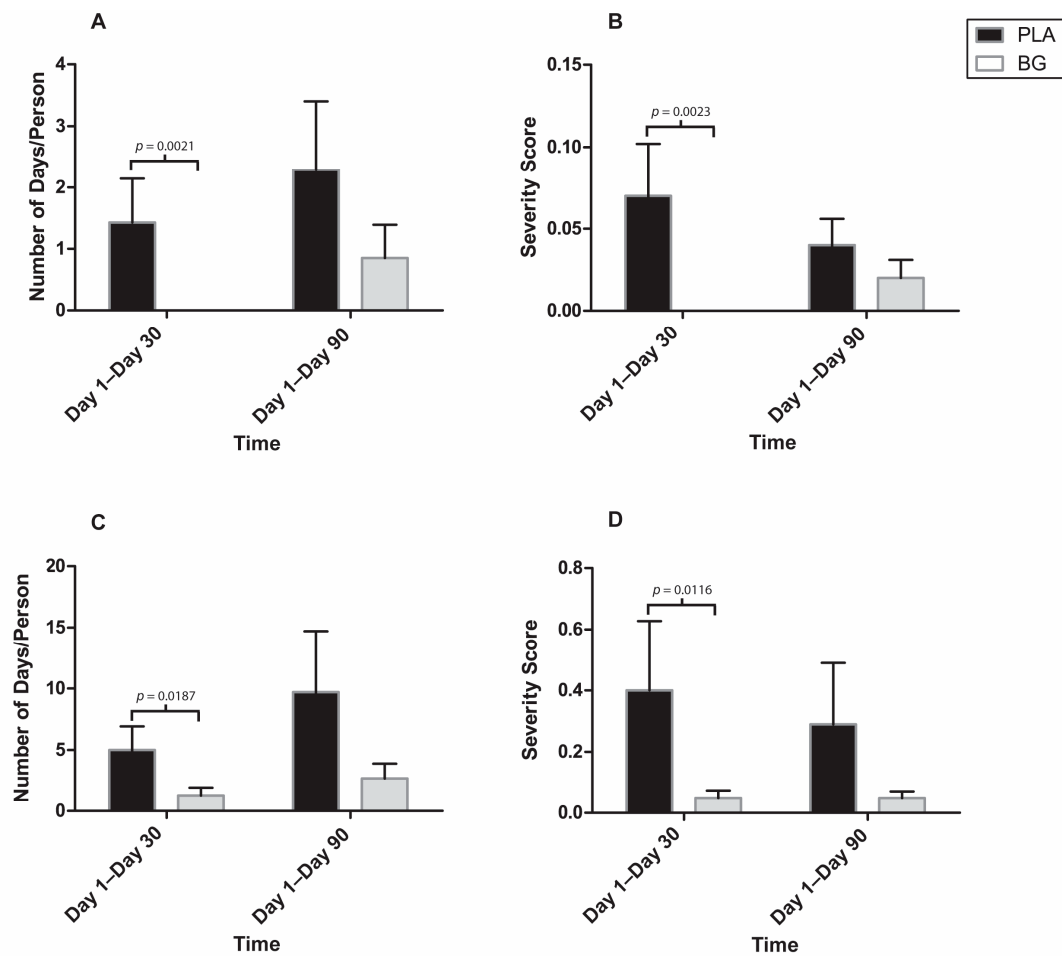 A
Number of Days/Person
4
3
2
1
0
p = 0.0021
Day 1–Day 30
Day 1–Day 90
Time
B
PLA
BG
Severity Score
0.15
0.10
0.05
0.00
p = 0.0023
Day 1–Day 30
Day 1–Day 90
Time
C
Number of Days/Person
20
15
10
5
0
p = 0.0187
Day 1–Day 30
Day 1–Day 90
Time
D
Severity Score
0.8
0.6
0.4
0.2
0.0
p = 0.0116
Day 1–Day 30
Day 1–Day 90
Time